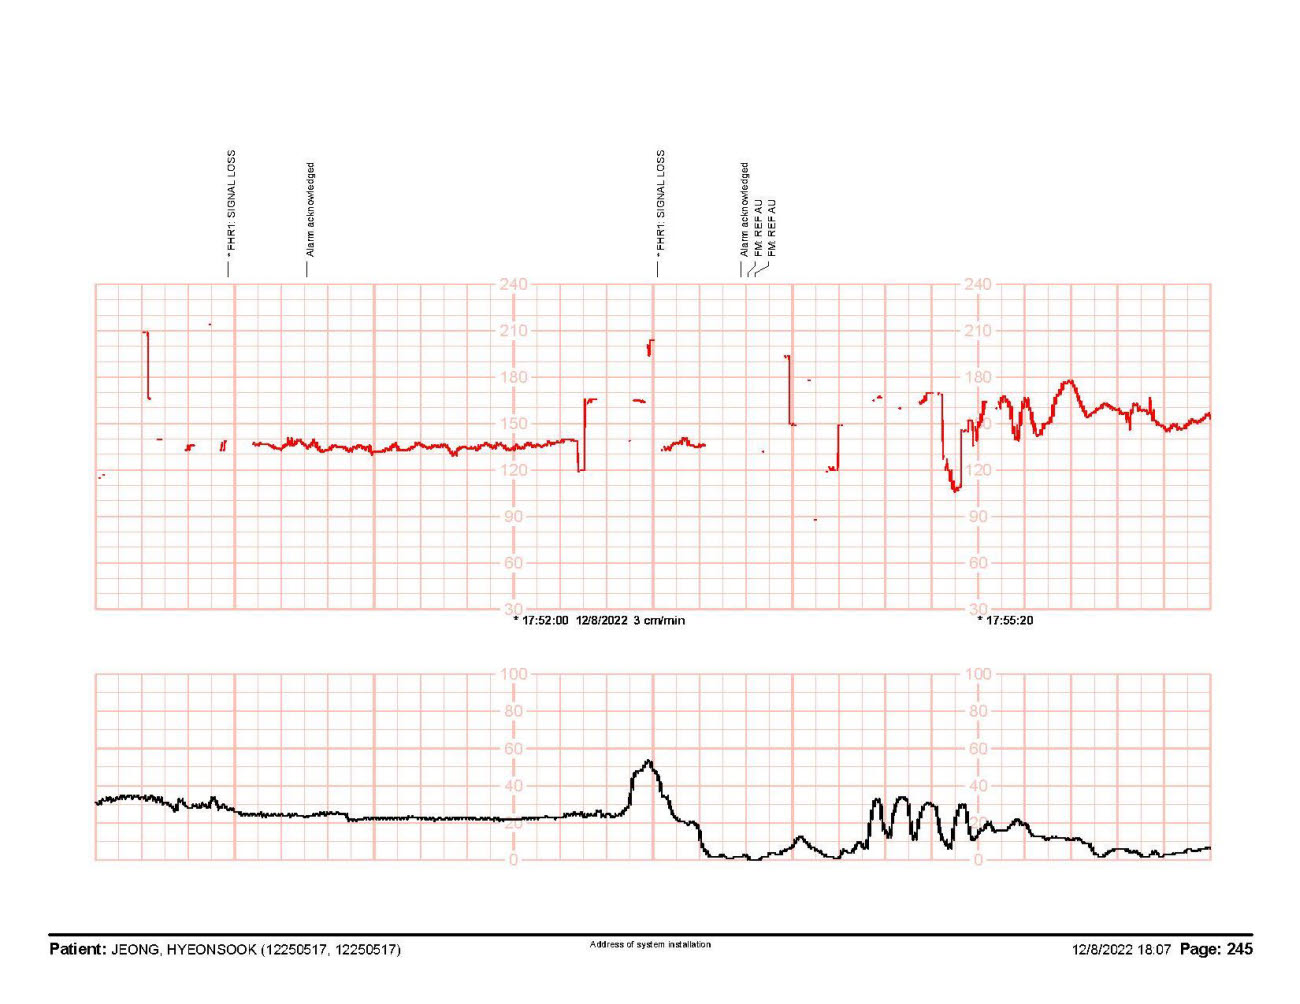 * FHR1: SIGNAL LOSS
Alarm acknowledged
* FHR1: SIGNAL LOSS
Alarm acknowledged
FM: REF AU
FM: REF AU
240 240
210 210
180 180
150 150
120 120
90 90
60 60
30 30
* 17:52:00 12/8/2022 3 cm/min * 17:55:20
100 100
80 80
60 60
40 40
20 20
0 0
Patient: JEONG, HYEONSOOK (12250517, 12250517) Address of system installation 12/8/2022 18:07 Page: 245